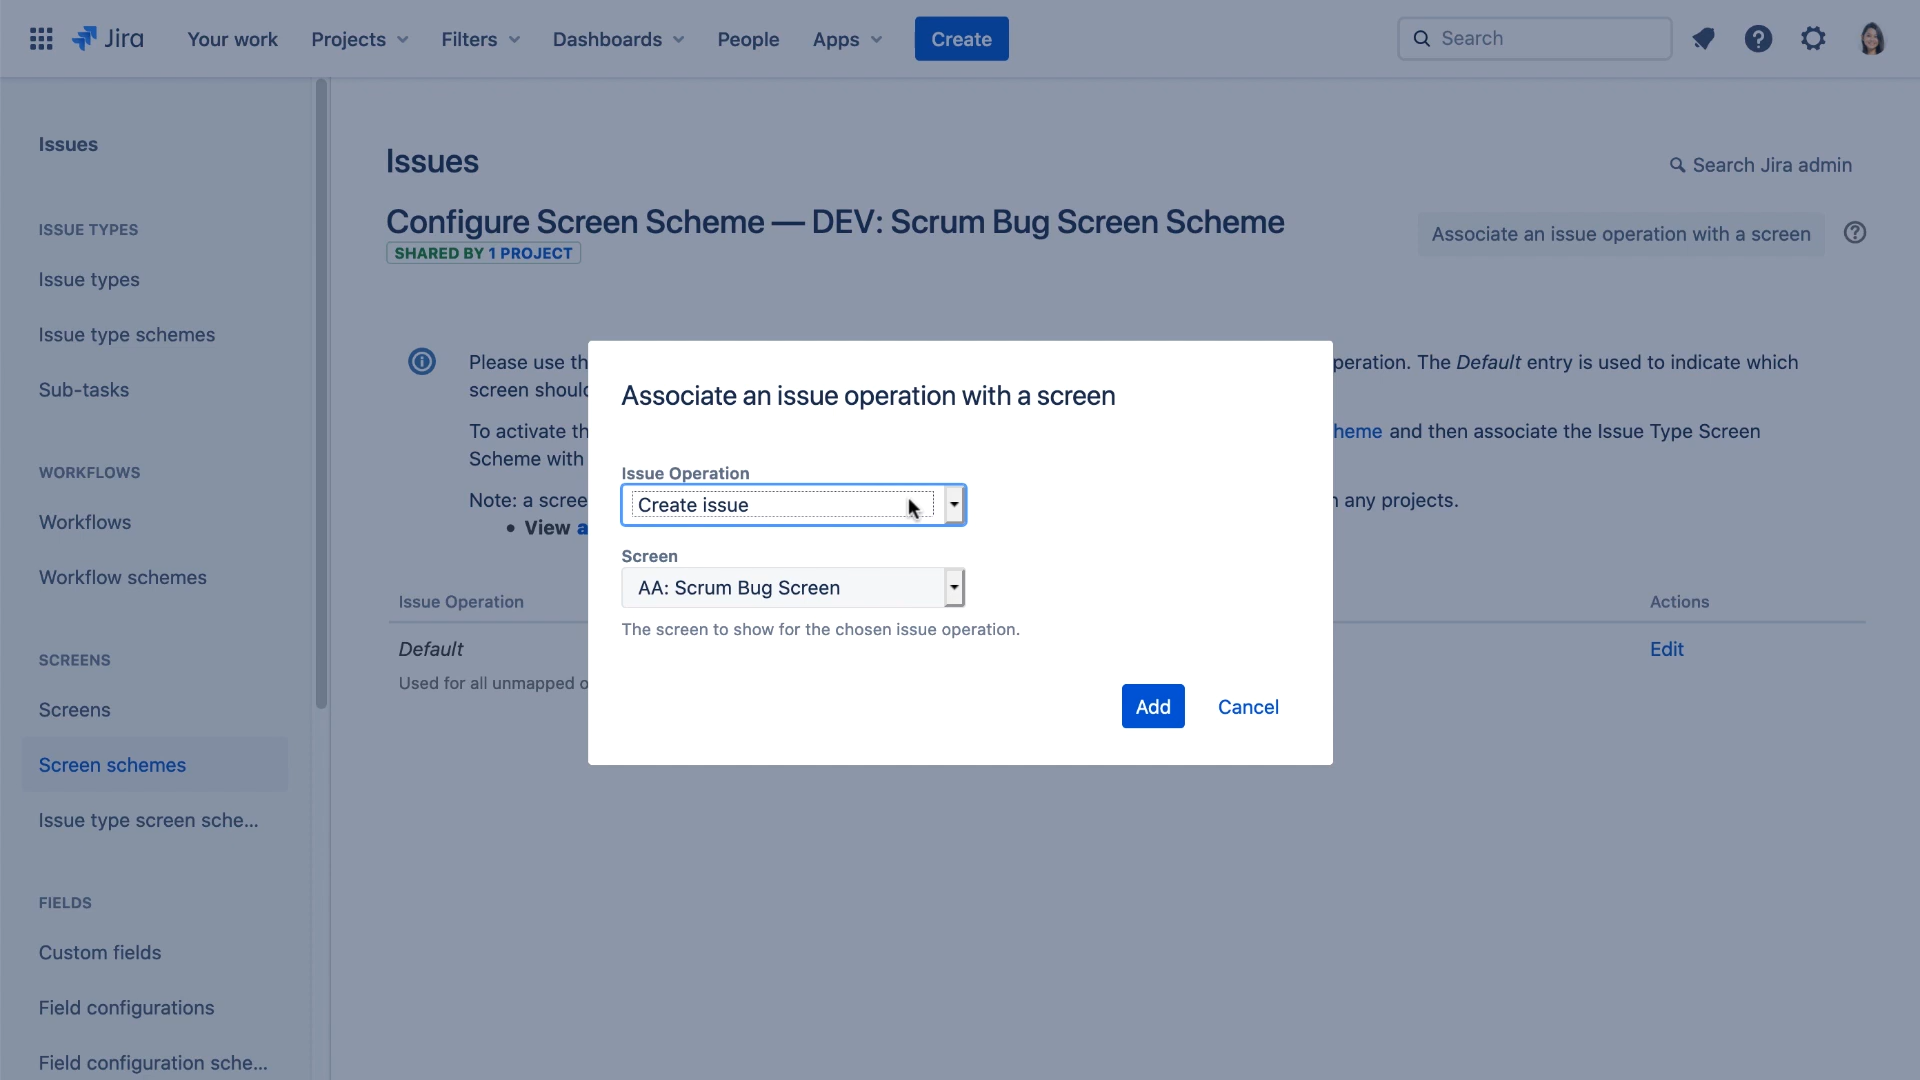 Jira
Your work
Projects
Filters
Dashboards
People
Apps
Create
Search
Issues
ISSUE TYPES
Issue types
Issue type schemes
Sub-tasks
WORKFLOWS
Workflows
Workflow schemes
SCREENS
Screens
Screen schemes
Issue type screen sche...
FIELDS
Custom fields
Field configurations
Field configuration sche...
Issues
Search Jira admin
Configure Screen Scheme — DEV: Scrum Bug Screen Scheme
SHARED BY 1 PROJECT
Associate an issue operation with a screen
Please use th
peration. The Default entry is used to indicate which
screen should
To activate th
heme and then associate the Issue Type Screen
Scheme with
Note: a scree
n any projects.
• View a
Issue Operation
Actions
Default
Edit
Used for all unmapped o
Associate an issue operation with a screen
Issue Operation
Create issue
Screen
AA: Scrum Bug Screen
The screen to show for the chosen issue operation.
Add
Cancel